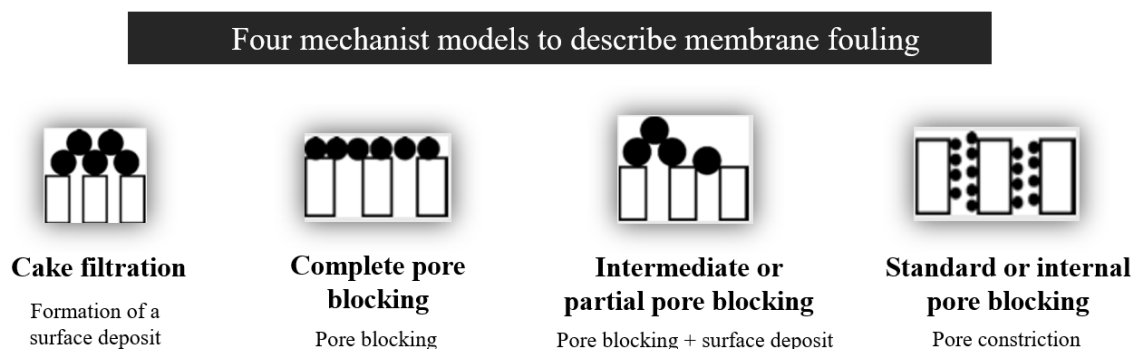 Four mechanist models to describe membrane fouling
Cake filtration
Formation of a
surface deposit
Complete pore
blocking
Pore blocking
Intermediate or
partial pore blocking
Pore blocking + surface deposit
Standard or internal
pore blocking
Pore constriction